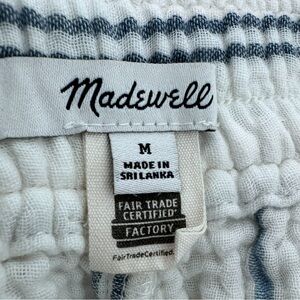 Madewell
M
MADE IN
SRI LANKA
FAIR TRADE
CERTIFIED
FACTORY
FairTradeCertified.